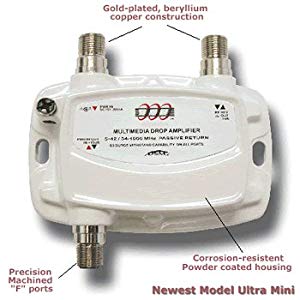 Gold-plated, beryllium
copper construction
MULTIMEDIA DROP AMPLIFIER
5-42 / 54-1000 MHz PASSIVE RETURN
Corrosion-resistant
Powder coated housing
Precision
Machined
"F" ports
Newest Model Ultra Mini